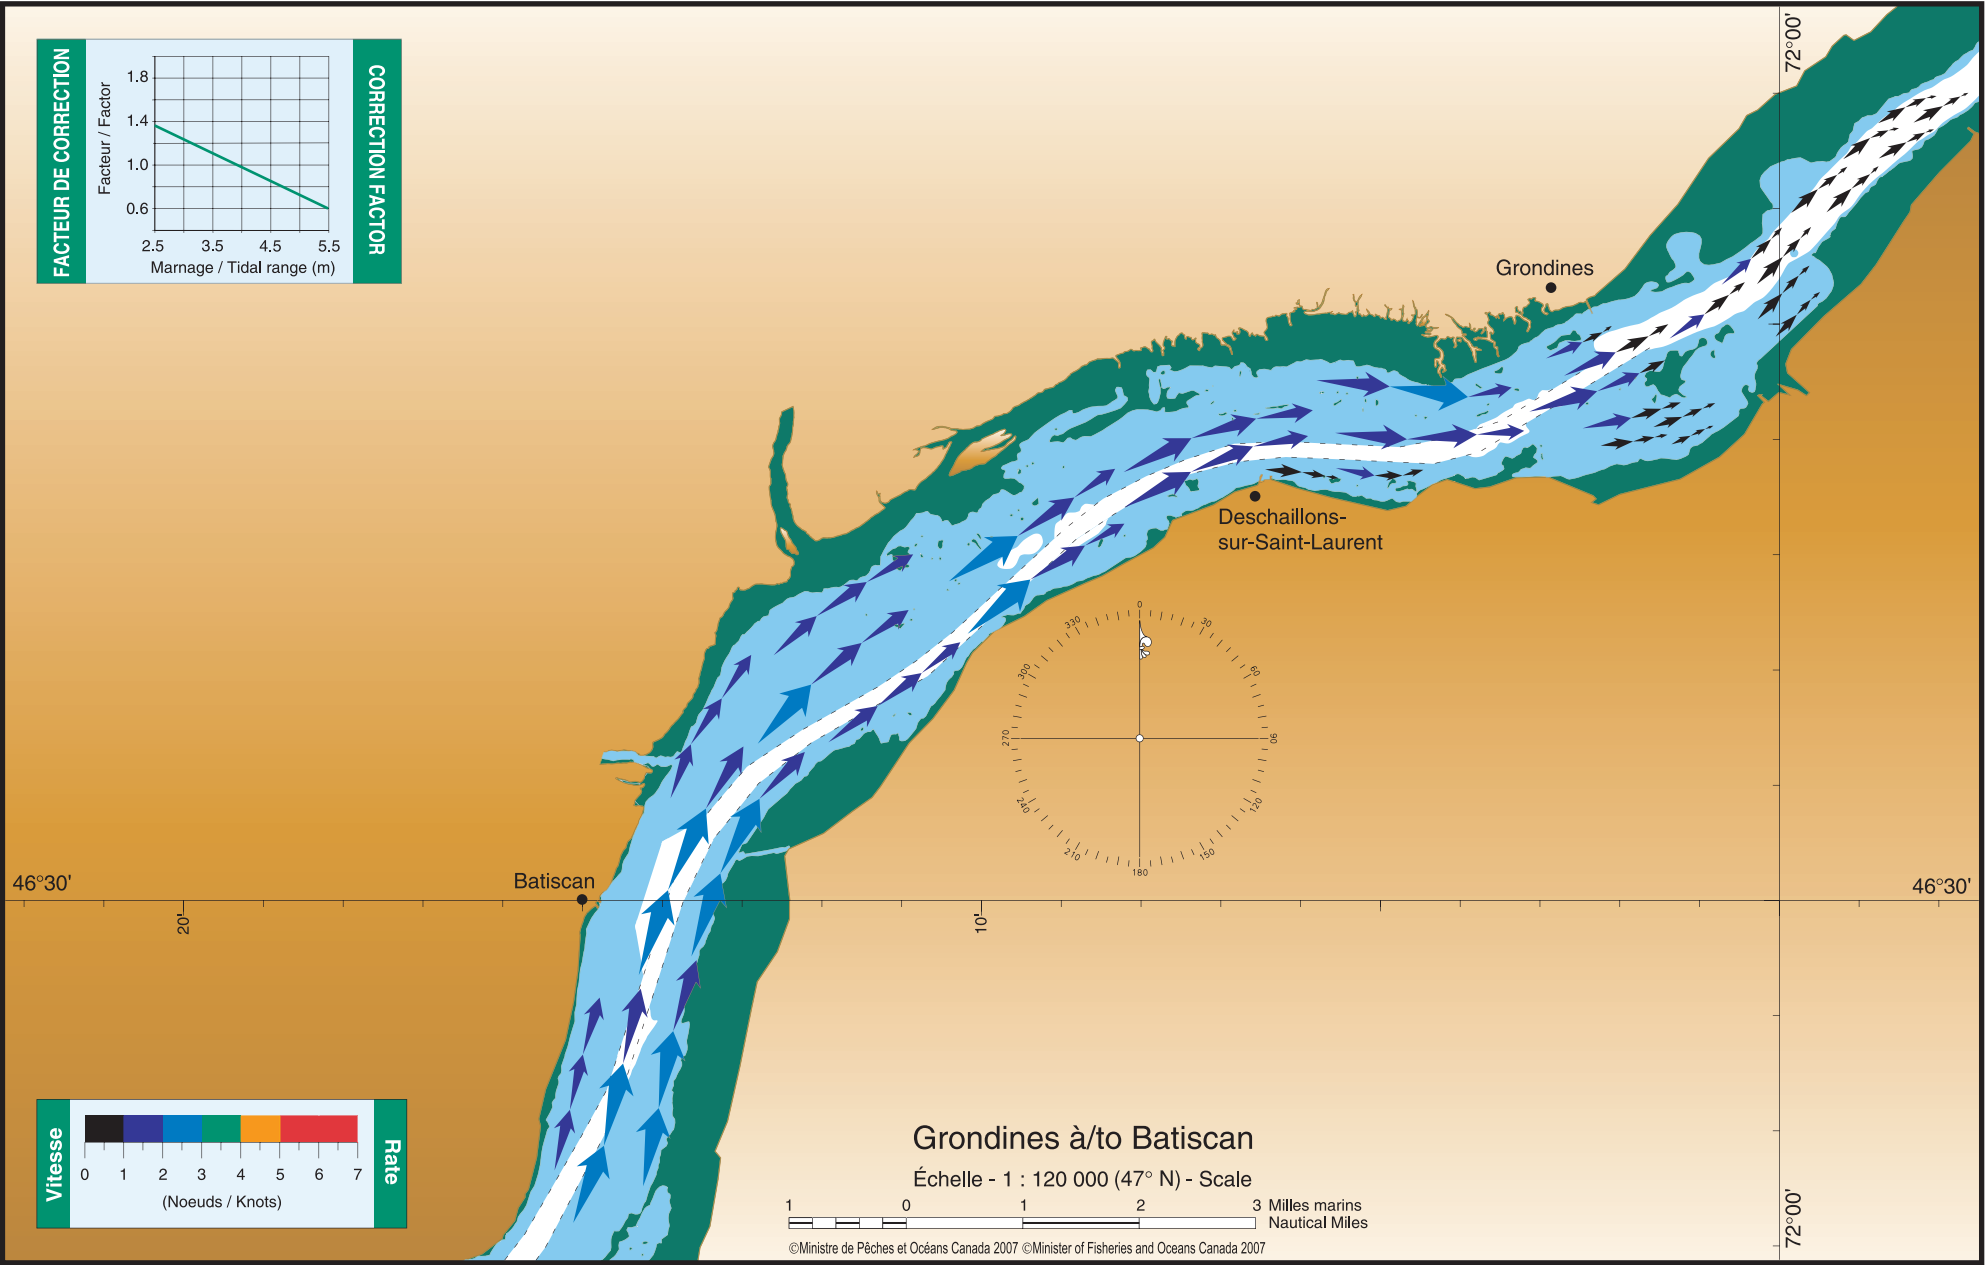 FACTEUR DE CORRECTION
Facteur / Factor
1.8
1.4
1.0
0.6
2.5 3.5 4.5 5.5
Marnage / Tidal range (m)
CORRECTION FACTOR
72°00'
Grondines
Deschaillons-
sur-Saint-Laurent
0
30
60
90
120
150
180
210
240
270
300
330
Batiscan
46°30'
46°30'
20'
10'
Vitesse
0 1 2 3 4 5 6 7
(Noeuds / Knots)
Rate
Grondines à/to Batiscan
Échelle - 1 : 120 000 (47° N) - Scale
1 0 1 2 3 Milles marins
Nautical Miles
©Ministre de Pêches et Océans Canada 2007 ©Minister of Fisheries and Oceans Canada 2007
72°00'